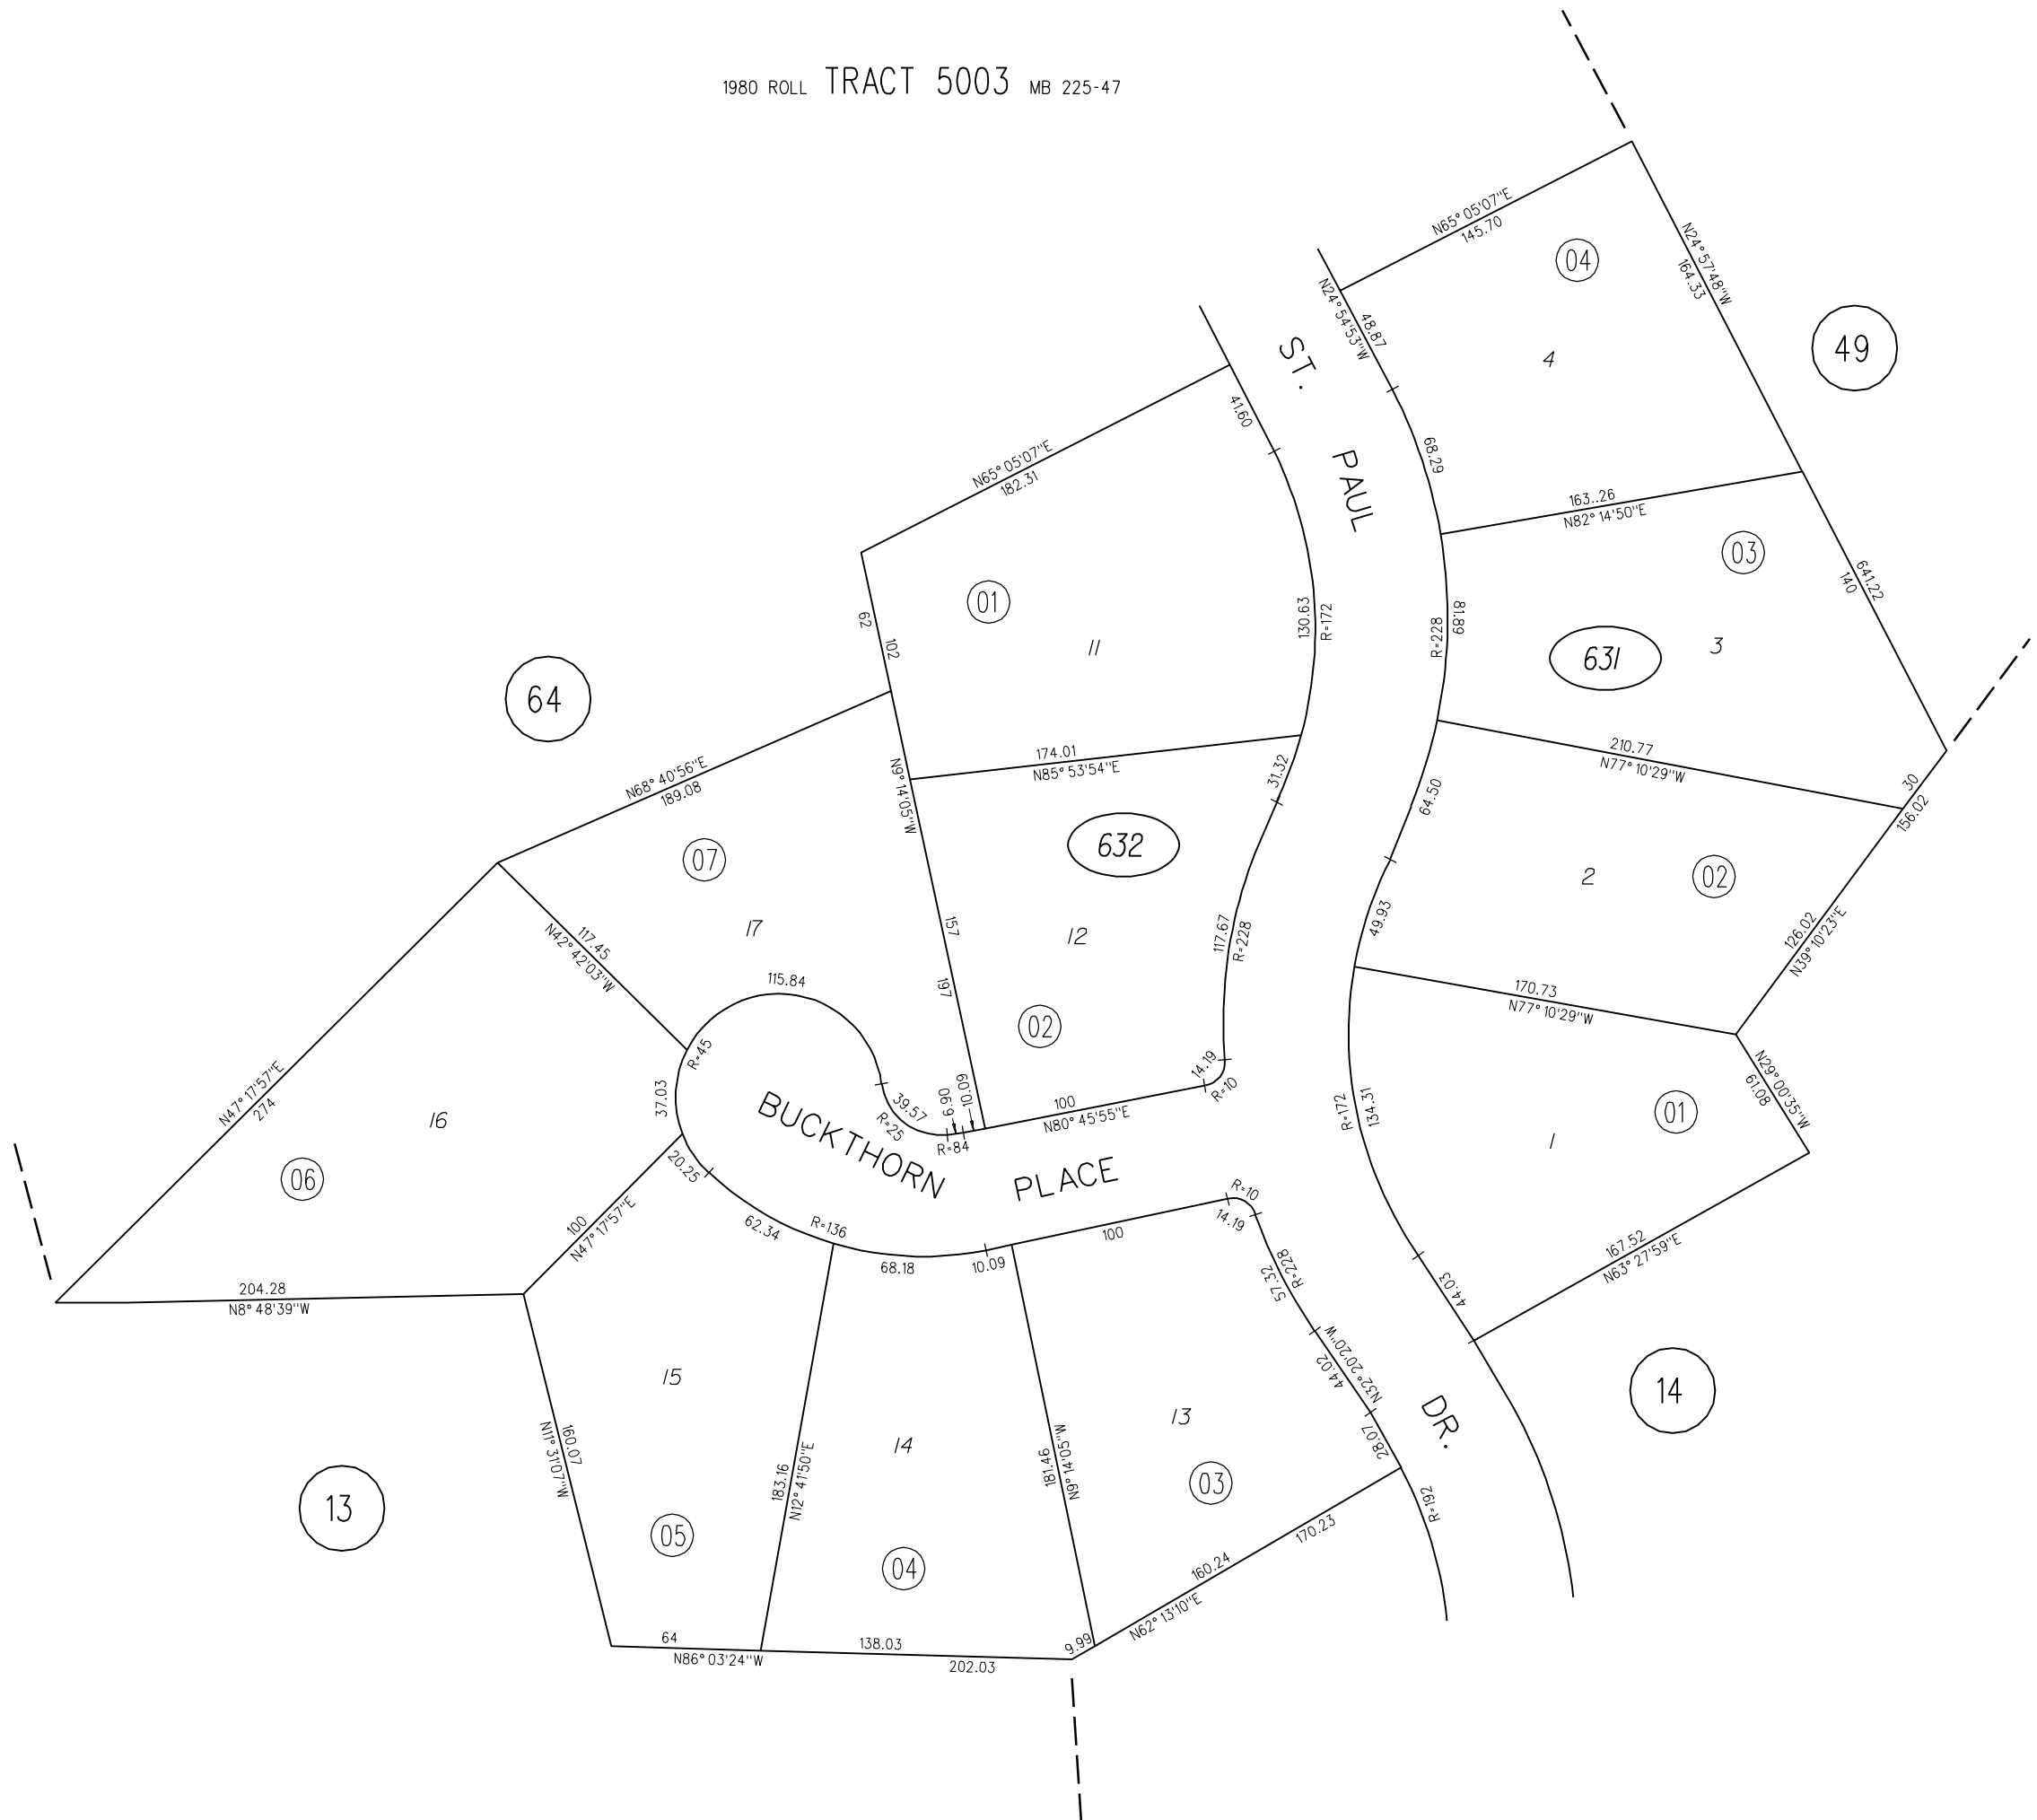 1980 ROLL TRACT 5003 MB 225-47
N65°05'07"E
145.70
04
N24°57'48"W
164.33
49
N24°54'53"W
48.87
4
ST. PAUL DR.
41.60
68.29
N65°05'07"E
182.31
163..26
N82°14'50"E
03
641.22
140
01
62
102
11
130.63
R=172
R=228
81.89
631
3
64
N68°40'56"E
189.08
N9°14'05"W
174.01
N85°53'54"E
31.32
210.77
N77°10'29"W
30
156.02
64.50
632
07
17
12
2
02
117.45
N42°42'03"W
157
197
117.67
R=228
49.93
126.02
N39°10'23"E
115.84
02
170.73
N77°10'29"W
R=45
37.03
14.19
R=10
N47°17'57"E
274
16
06
39.57
R=25
6.90
10.09
R=84
100
N80°45'55"E
R=172
134.31
N26°00'35"W
61.08
01
1
BUCKTHORN PLACE
20.25
62.34
R=136
68.18
10.09
100
R=10
14.19
100
N47°17'57"E
204.28
N8°48'39"W
57.32
R=228
44.03
167.52
N63°27'59"E
44.02
N32°20'20"W
28.07
15
14
13
14
160.07
N11°31'07"W
183.16
N12°41'50"E
181.46
N9°14'05"W
03
R=192
13
05
04
160.24
170.23
N62°13'10"E
64
N86°03'24"W
138.03
202.03
9.99